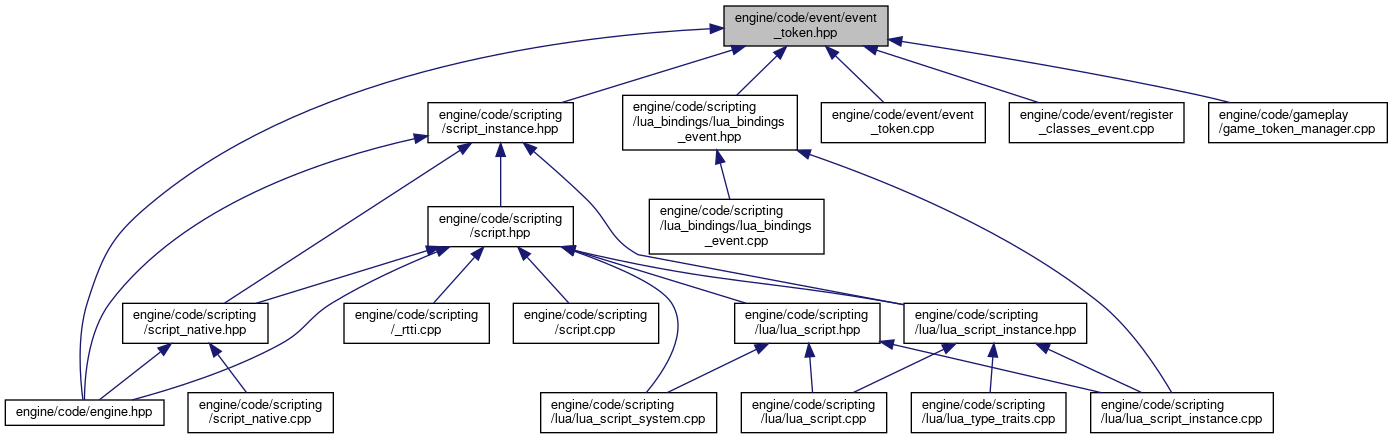 engine/code/event/event
_token.hpp
engine/code/scripting
/script_instance.hpp
engine/code/scripting
/lua_bindings/lua_bindings
_event.hpp
engine/code/event/event
_token.cpp
engine/code/event/register
_classes_event.cpp
engine/code/gameplay
/game_token_manager.cpp
engine/code/scripting
/script.hpp
engine/code/scripting
/lua_bindings/lua_bindings
_event.cpp
engine/code/scripting
/script_native.hpp
engine/code/scripting
/_rtti.cpp
engine/code/scripting
/script.cpp
engine/code/scripting
/lua/lua_script.hpp
engine/code/scripting
/lua/lua_script_instance.hpp
engine/code/engine.hpp
engine/code/scripting
/script_native.cpp
engine/code/scripting
/lua/lua_script_system.cpp
engine/code/scripting
/lua/lua_script.cpp
engine/code/scripting
/lua/lua_type_traits.cpp
engine/code/scripting
/lua/lua_script_instance.cpp